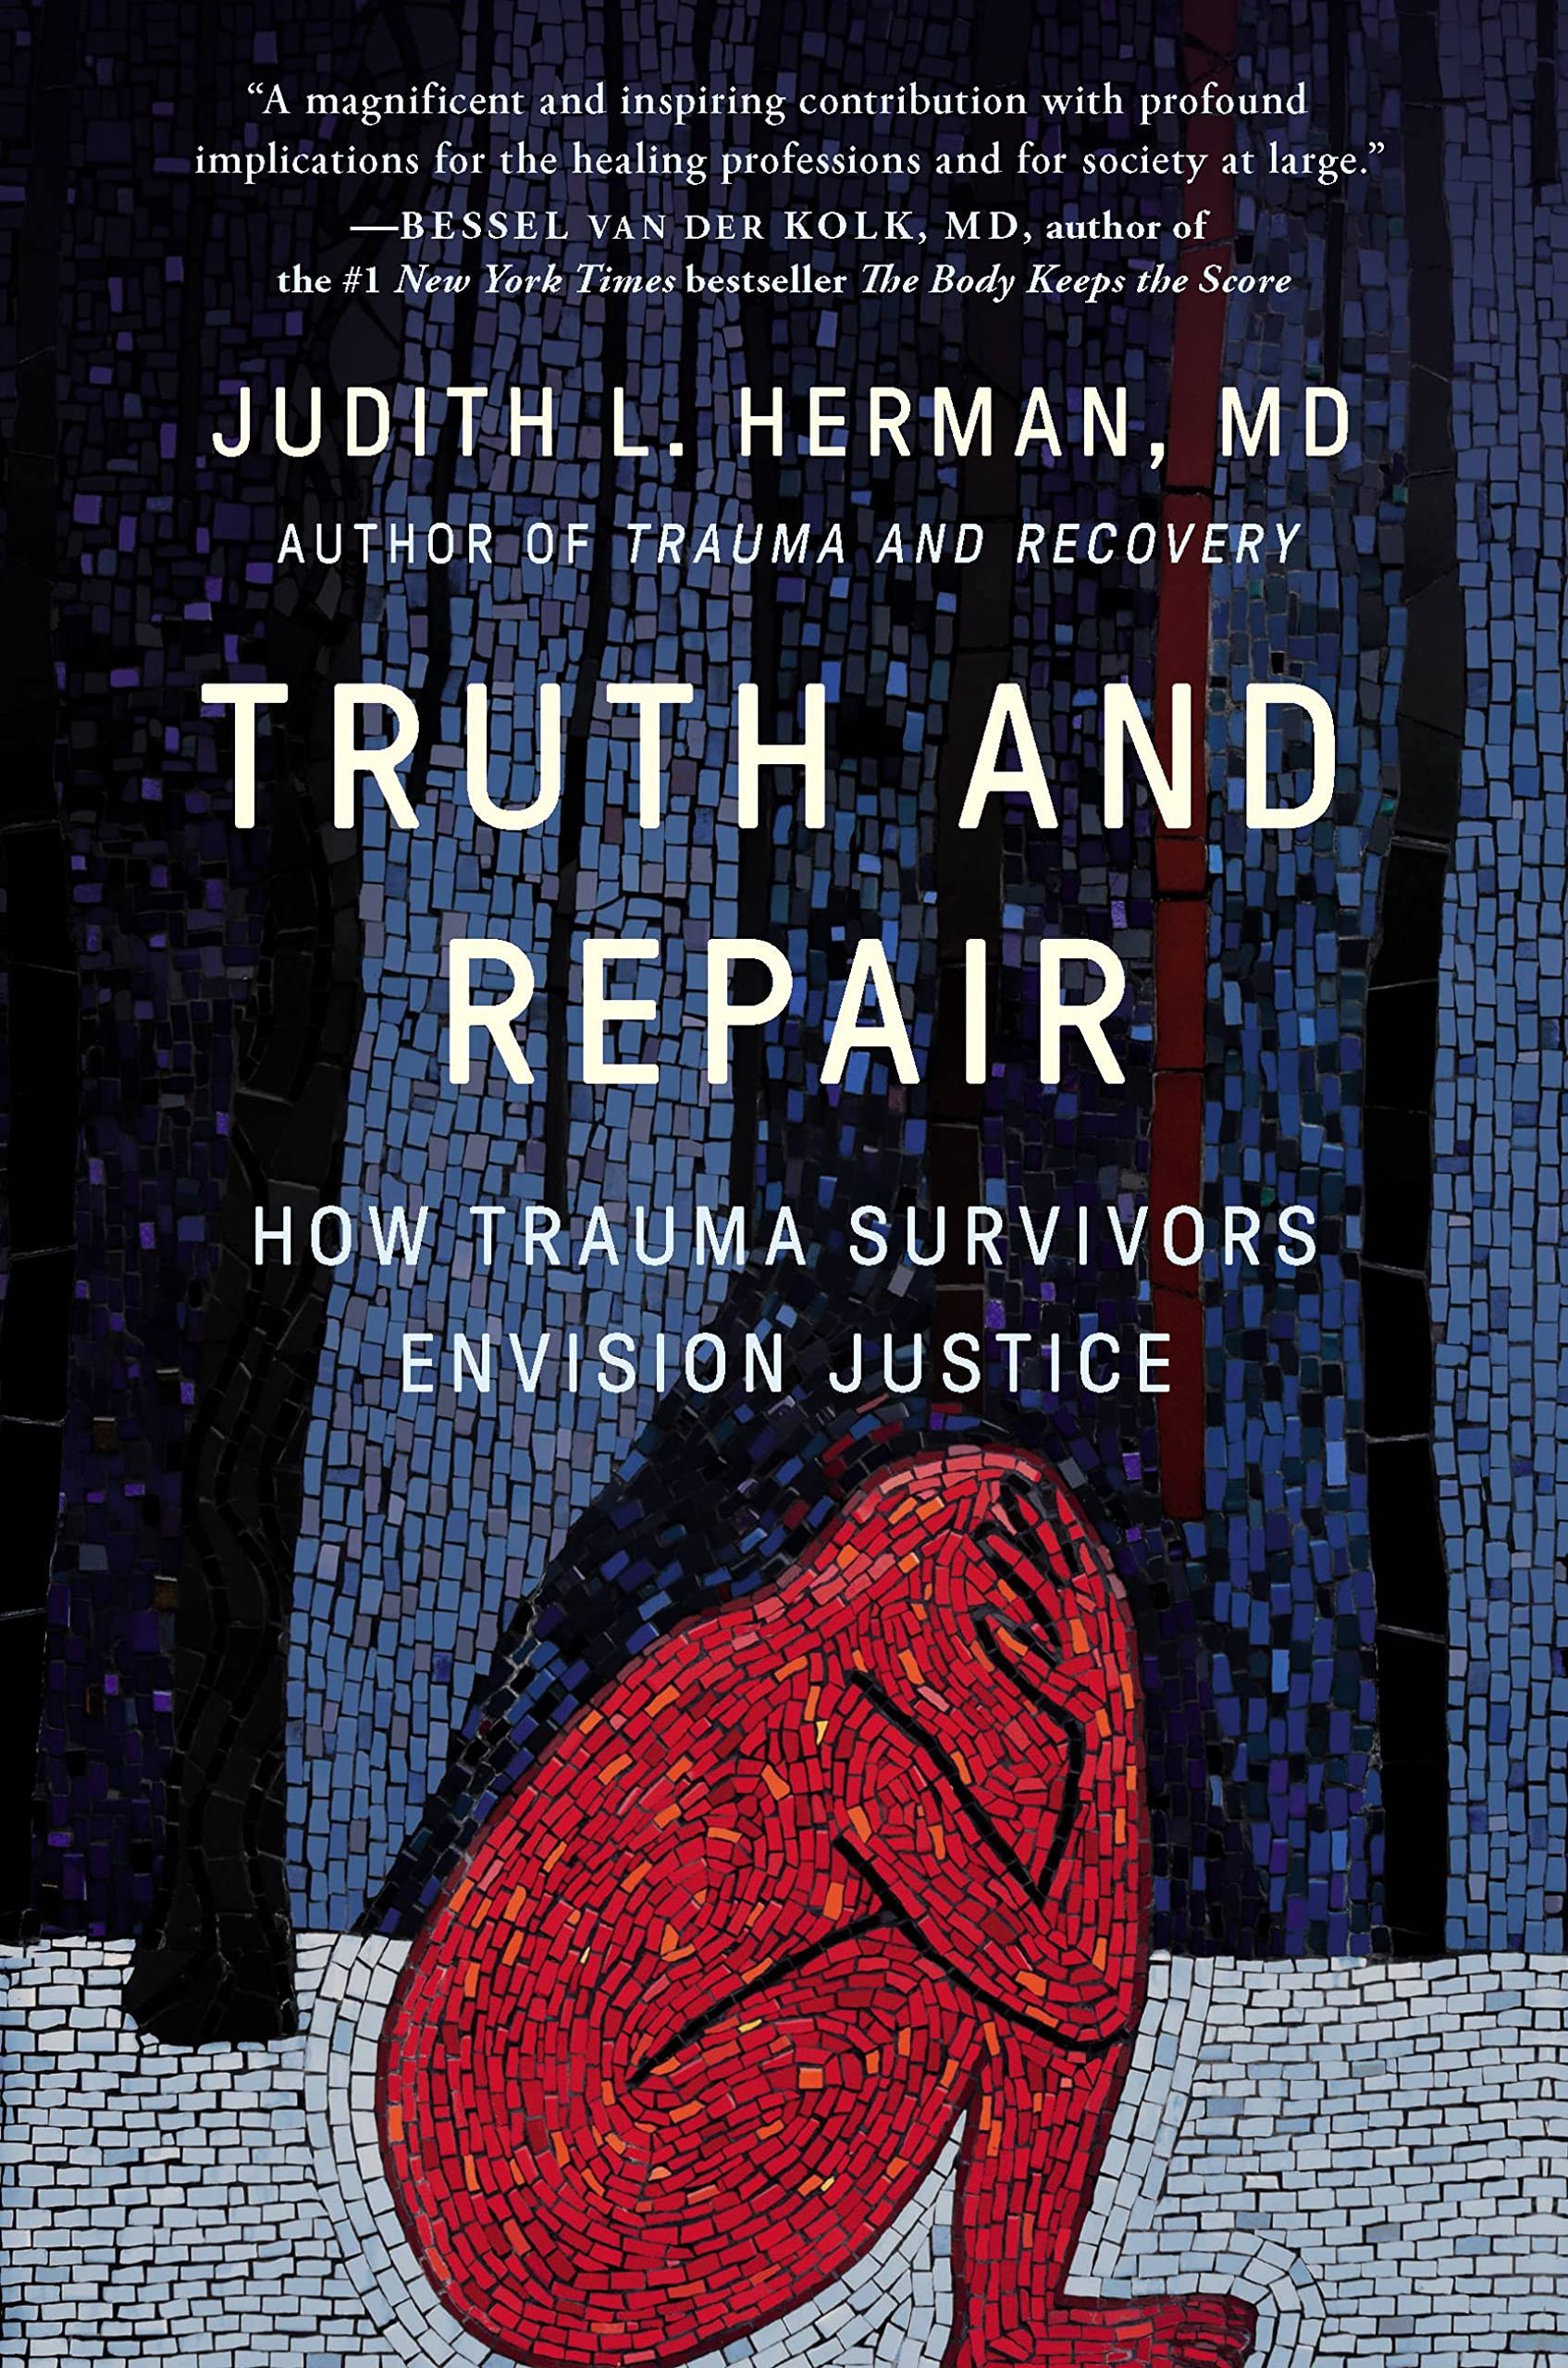 “A magnificent and inspiring contribution with profound
implications for the healing professions and for society at large.”
—BESSEL VAN DER KOLK, MD, author of
the #1 New York Times bestseller The Body Keeps the Score
JUDITH L. HERMAN, MD
AUTHOR OF TRAUMA AND RECOVERY
TRUTH AND
REPAIR
HOW TRAUMA SURVIVORS
ENVISION JUSTICE